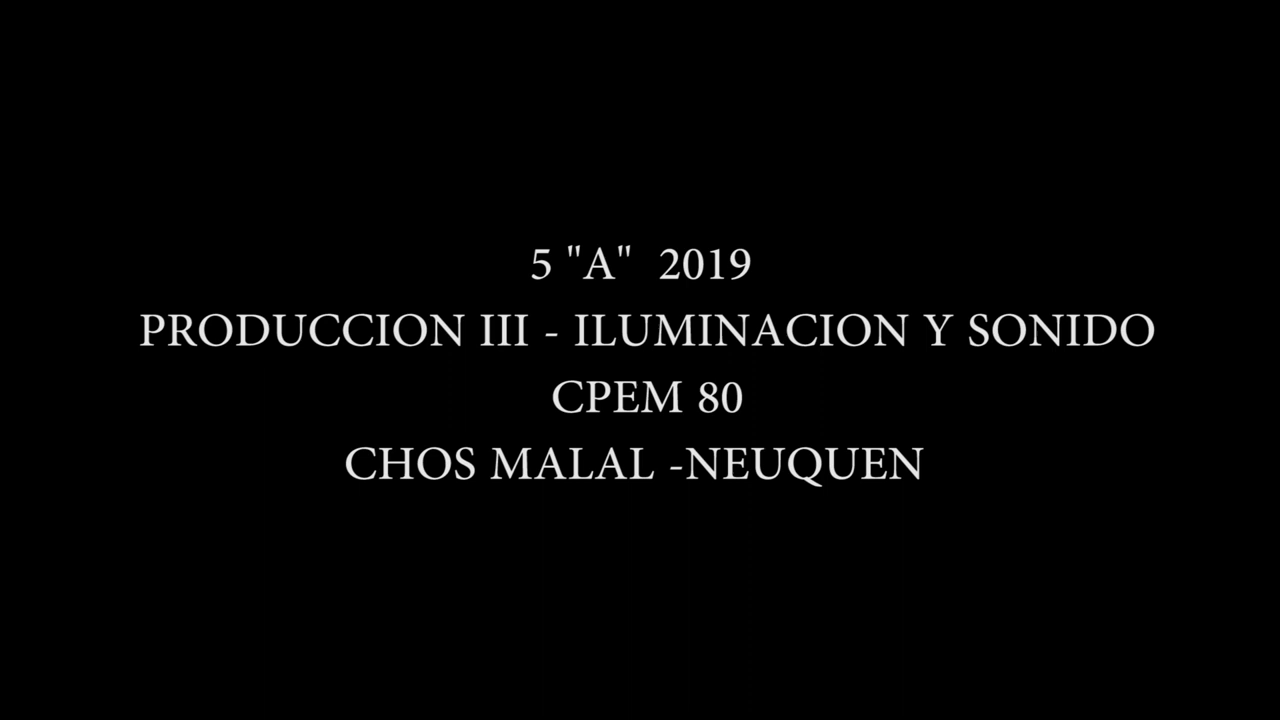 5 "A"  2019
PRODUCCION III - ILUMINACION Y SONIDO
CPEM 80
CHOS MALAL -NEUQUEN